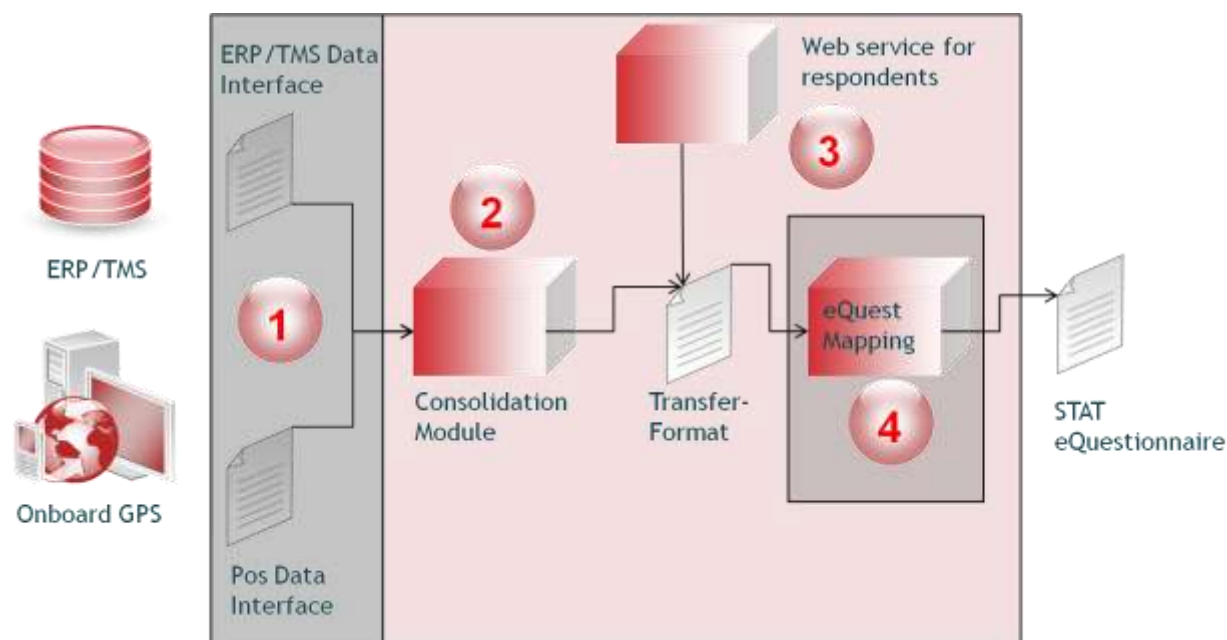 ERP/TMS Data
Interface
Web service for
respondents
3
2
ERP/TMS
1
eQuest
Mapping
Consolidation
Module
Transfer-
Format
4
STAT
eQuestionnaire
Onboard GPS
Pos Data
Interface